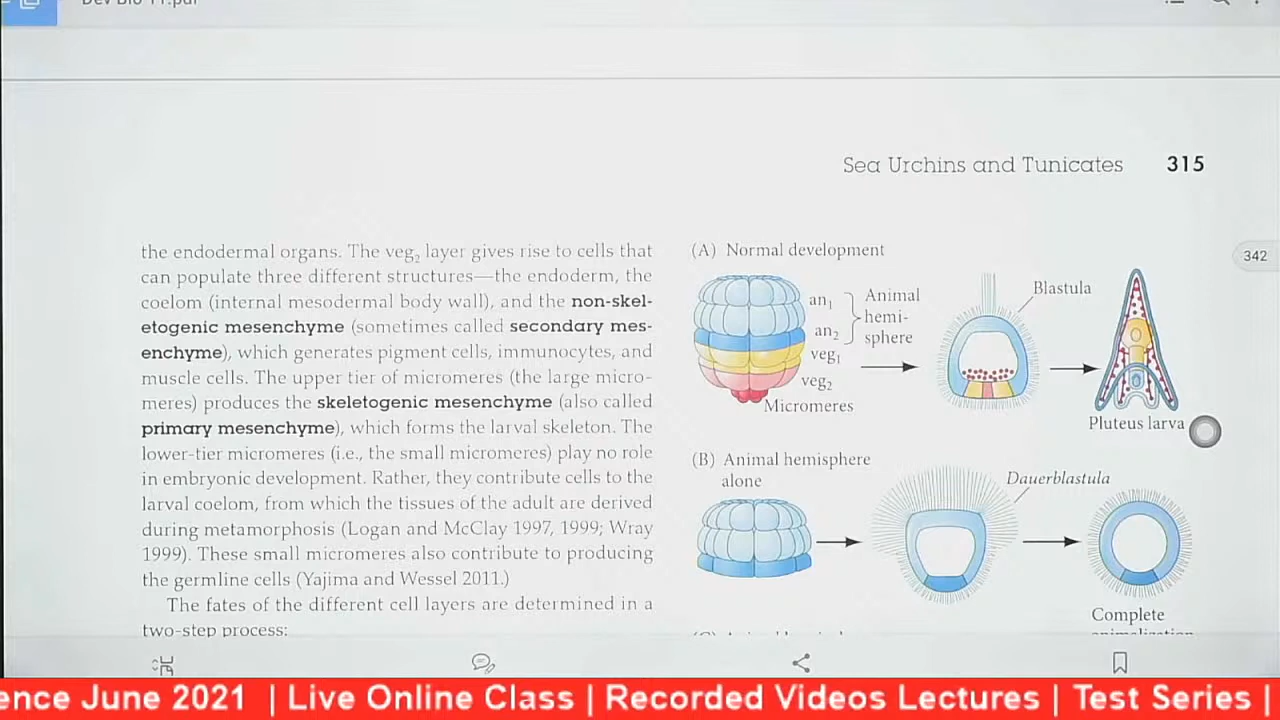 Dev Bio 11.pdf
Sea Urchins and Tunicates 315
342
the endodermal organs. The veg₂ layer gives rise to cells that
can populate three different structures—the endoderm, the
coelom (internal mesodermal body wall), and the non-skel-
etogenic mesenchyme (sometimes called secondary mes-
enchyme), which generates pigment cells, immunocytes, and
muscle cells. The upper tier of micromeres (the large micro-
meres) produces the skeletogenic mesenchyme (also called
primary mesenchyme), which forms the larval skeleton. The
lower-tier micromeres (i.e., the small micromeres) play no role
in embryonic development. Rather, they contribute cells to the
larval coelom, from which the tissues of the adult are derived
during metamorphosis (Logan and McClay 1997, 1999; Wray
1999). These small micromeres also contribute to producing
the germline cells (Yajima and Wessel 2011.)
The fates of the different cell layers are determined in a
two-step process:
(A) Normal development
an₁
an₂
Animal
hemi-
sphere
veg₁
veg₂
Micromeres
Blastula
Pluteus larva
(B) Animal hemisphere
alone
Dauerblastula
Complete
animalization
ence June 2021 | Live Online Class | Recorded Videos Lectures | Test Series |